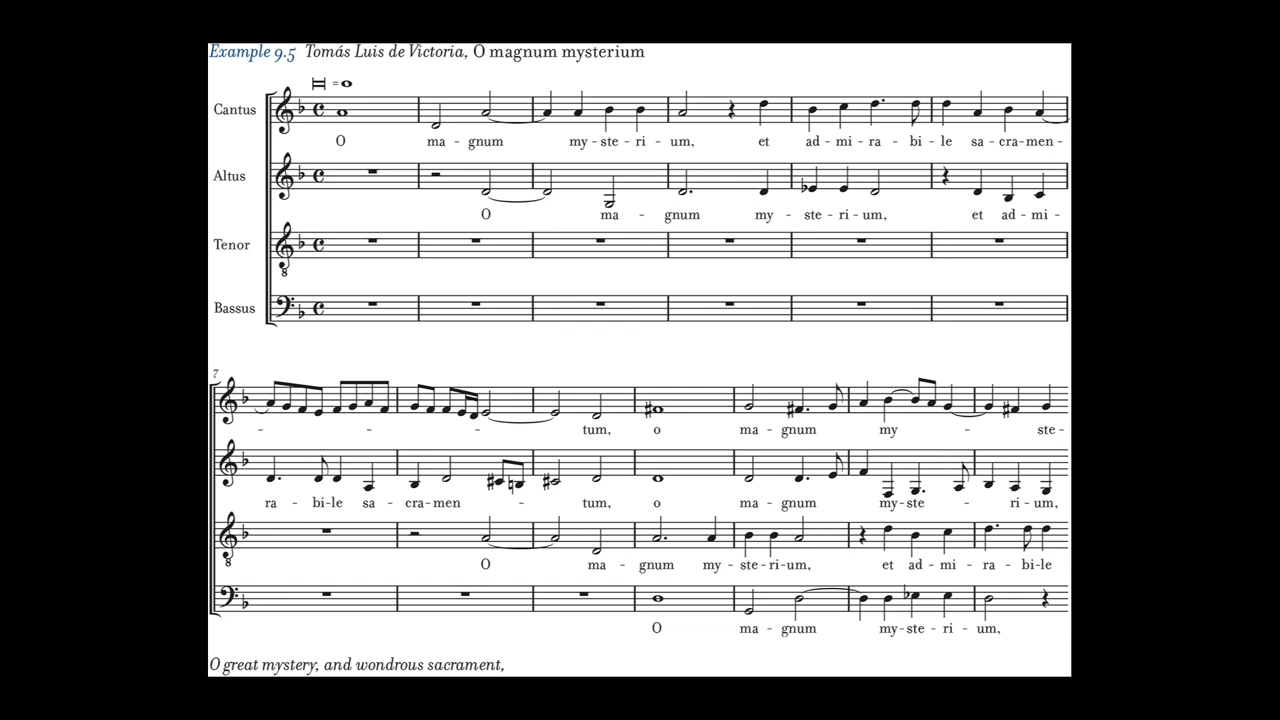 Example 9.5 Tomás Luis de Victoria, O magnum mysterium
Cantus
O ma - gnum my - ste - ri - um, et ad - mi - ra - bi - le sa - cra - men -
Altus
O ma - gnum my - ste - ri - um, et ad - mi -
Tenor
8
Bassus
7
- - - tum, o ma - gnum my - ste -
ra - bi - le sa - cra - men - tum, o ma - gnum my - ste - ri - um,
8
O ma - gnum my - ste - ri - um, et ad - mi - ra - bi - le
O ma - gnum my - ste - ri - um,
O great mystery, and wondrous sacrament,